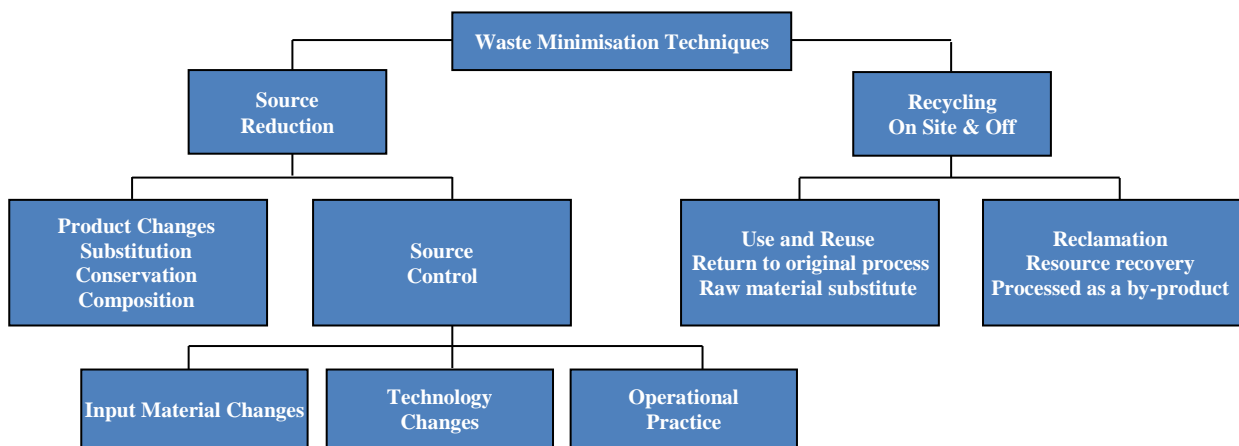 Waste Minimisation Techniques
Source
Reduction
Recycling
On Site & Off
Product Changes
Substitution
Conservation
Composition
Source
Control
Use and Reuse
Return to original process
Raw material substitute
Reclamation
Resource recovery
Processed as a by-product
Input Material Changes
Technology
Changes
Operational
Practice